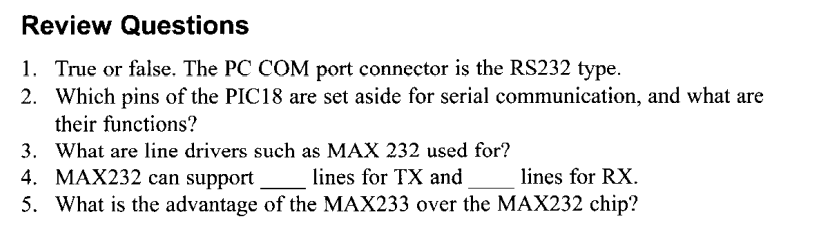 Review Questions
1. True or false. The PC COM port connector is the RS232 type.
2. Which pins of the PIC18 are set aside for serial communication, and what are
their functions?
3. What are line drivers such as MAX 232 used for?
4. MAX232 can support ____ lines for TX and ____ lines for RX.
5. What is the advantage of the MAX233 over the MAX232 chip?